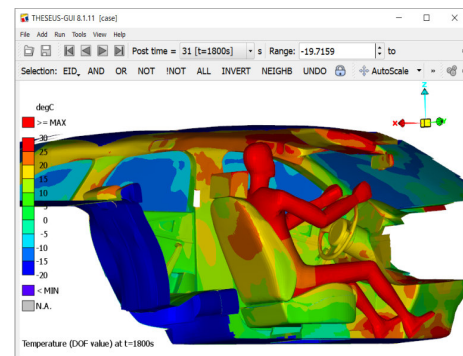 THESEUS-GUI 8.1.11 [case]
File Add Run Tools View Help
Post time = 31 [t=1800s] s Range: -19.7159 to
Selection: EID, AND OR NOT !NOT ALL INVERT NEIGHB UNDO AutoScale »
degC
>= MAX
30
25
20
15
10
5
0
-5
-10
-15
-20
< MIN
N.A.
Z
X
Y
Temperature (DOF value) at t=1800s